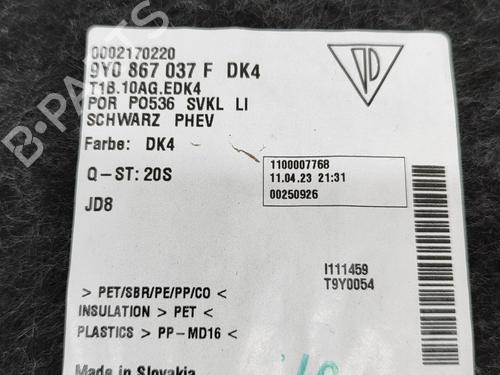 0002170220
9Y0 867 037 F DK4
T1B.10AG.EDK4
POR PO536 SVKL LI
SCHWARZ PHEV
Farbe: DK4
Q-ST: 20S
JD8
1100007768
11.04.23 21:31
00250926
I111459
T9Y0054
> PET/SBR/PE/PP/CO <
INSULATION > PET <
PLASTICS > PP-MD16 <
Made in Slovakia
B-PARTS